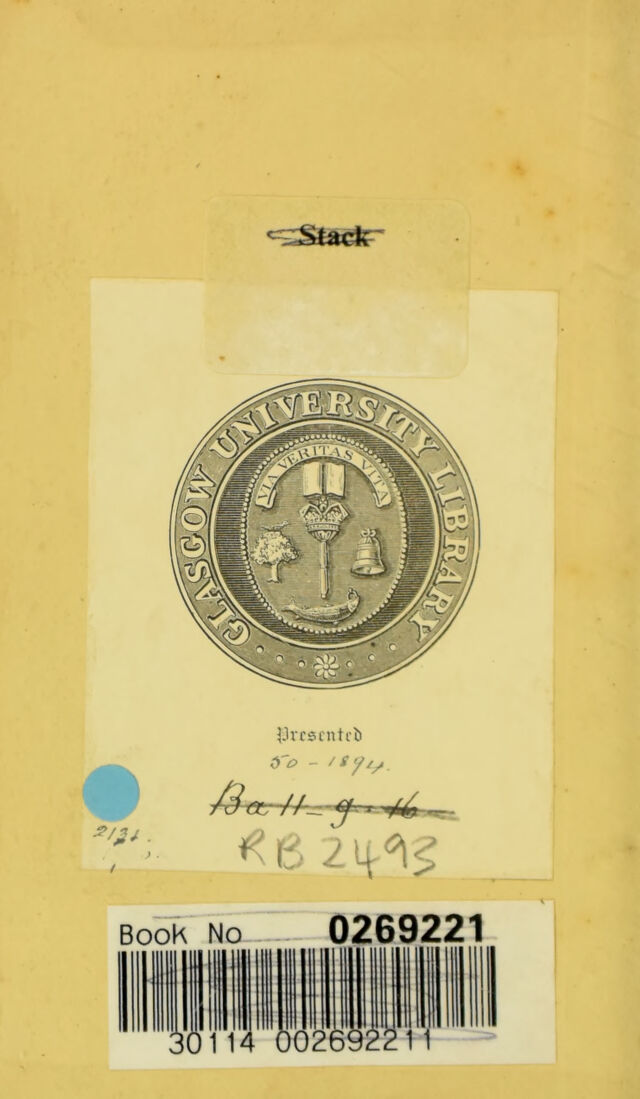 Stack
GLASGOW UNIVERSITY LIBRARY
VIA VERITAS VITA
Presented
50-1894.
Ba 11-g-16
RB 2493
Book No 0269221
30114 002692211